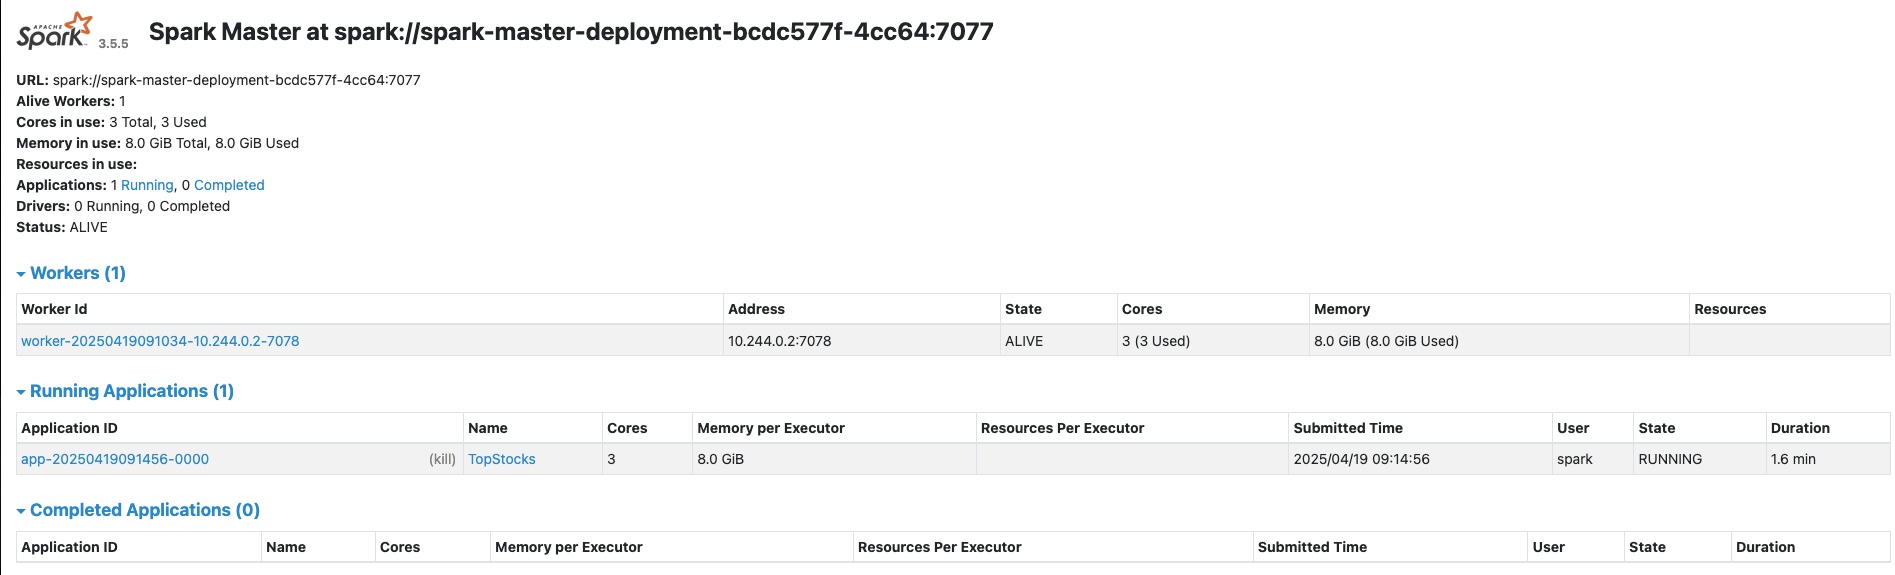 APACHE Spark 3.5.5 Spark Master at spark://spark-master-deployment-bcdc577f-4cc64:7077
URL: spark://spark-master-deployment-bcdc577f-4cc64:7077
Alive Workers: 1
Cores in use: 3 Total, 3 Used
Memory in use: 8.0 GiB Total, 8.0 GiB Used
Resources in use:
Applications: 1 Running, 0 Completed
Drivers: 0 Running, 0 Completed
Status: ALIVE
Workers (1)
Worker Id Address State Cores Memory Resources
worker-20250419091034-10.244.0.2-7078 10.244.0.2:7078 ALIVE 3 (3 Used) 8.0 GiB (8.0 GiB Used)
Running Applications (1)
Application ID Name Cores Memory per Executor Resources Per Executor Submitted Time User State Duration
app-20250419091456-0000 (kill) TopStocks 3 8.0 GiB 2025/04/19 09:14:56 spark RUNNING 1.6 min
Completed Applications (0)
Application ID Name Cores Memory per Executor Resources Per Executor Submitted Time User State Duration